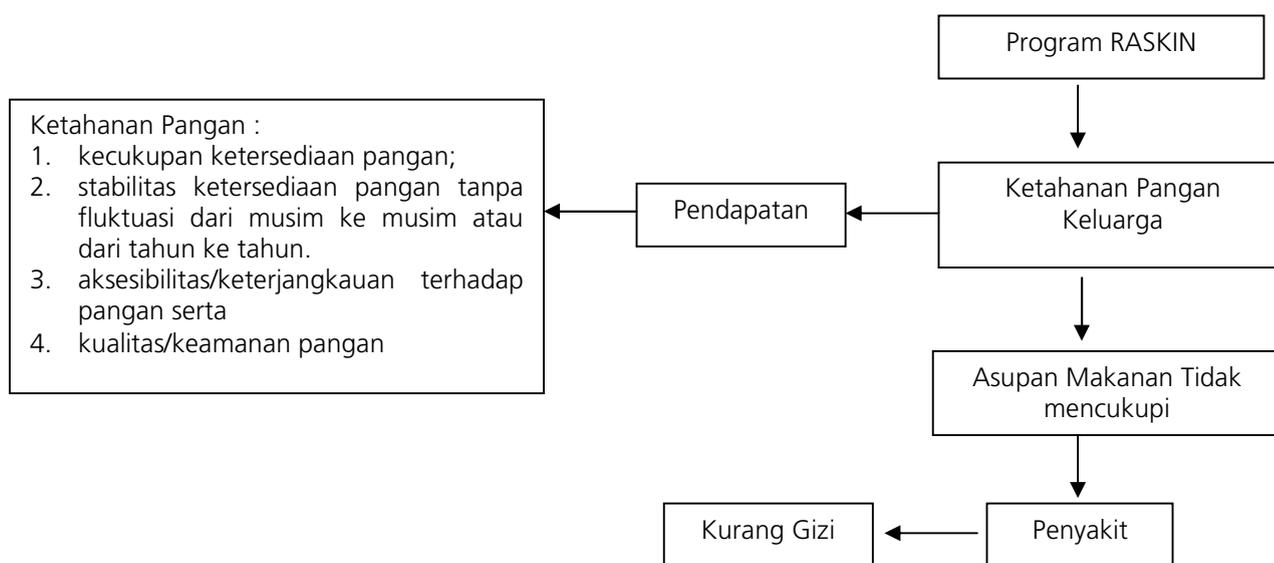 Program RASKIN
Ketahanan Pangan :
1. kecukupan ketersediaan pangan;
2. stabilitas ketersediaan pangan tanpa
fluktuasi dari musim ke musim atau
dari tahun ke tahun.
3. aksesibilitas/keterjangkauan terhadap
pangan serta
4. kualitas/keamanan pangan
Pendapatan
Ketahanan Pangan
Keluarga
Asupan Makanan Tidak
mencukupi
Kurang Gizi
Penyakit